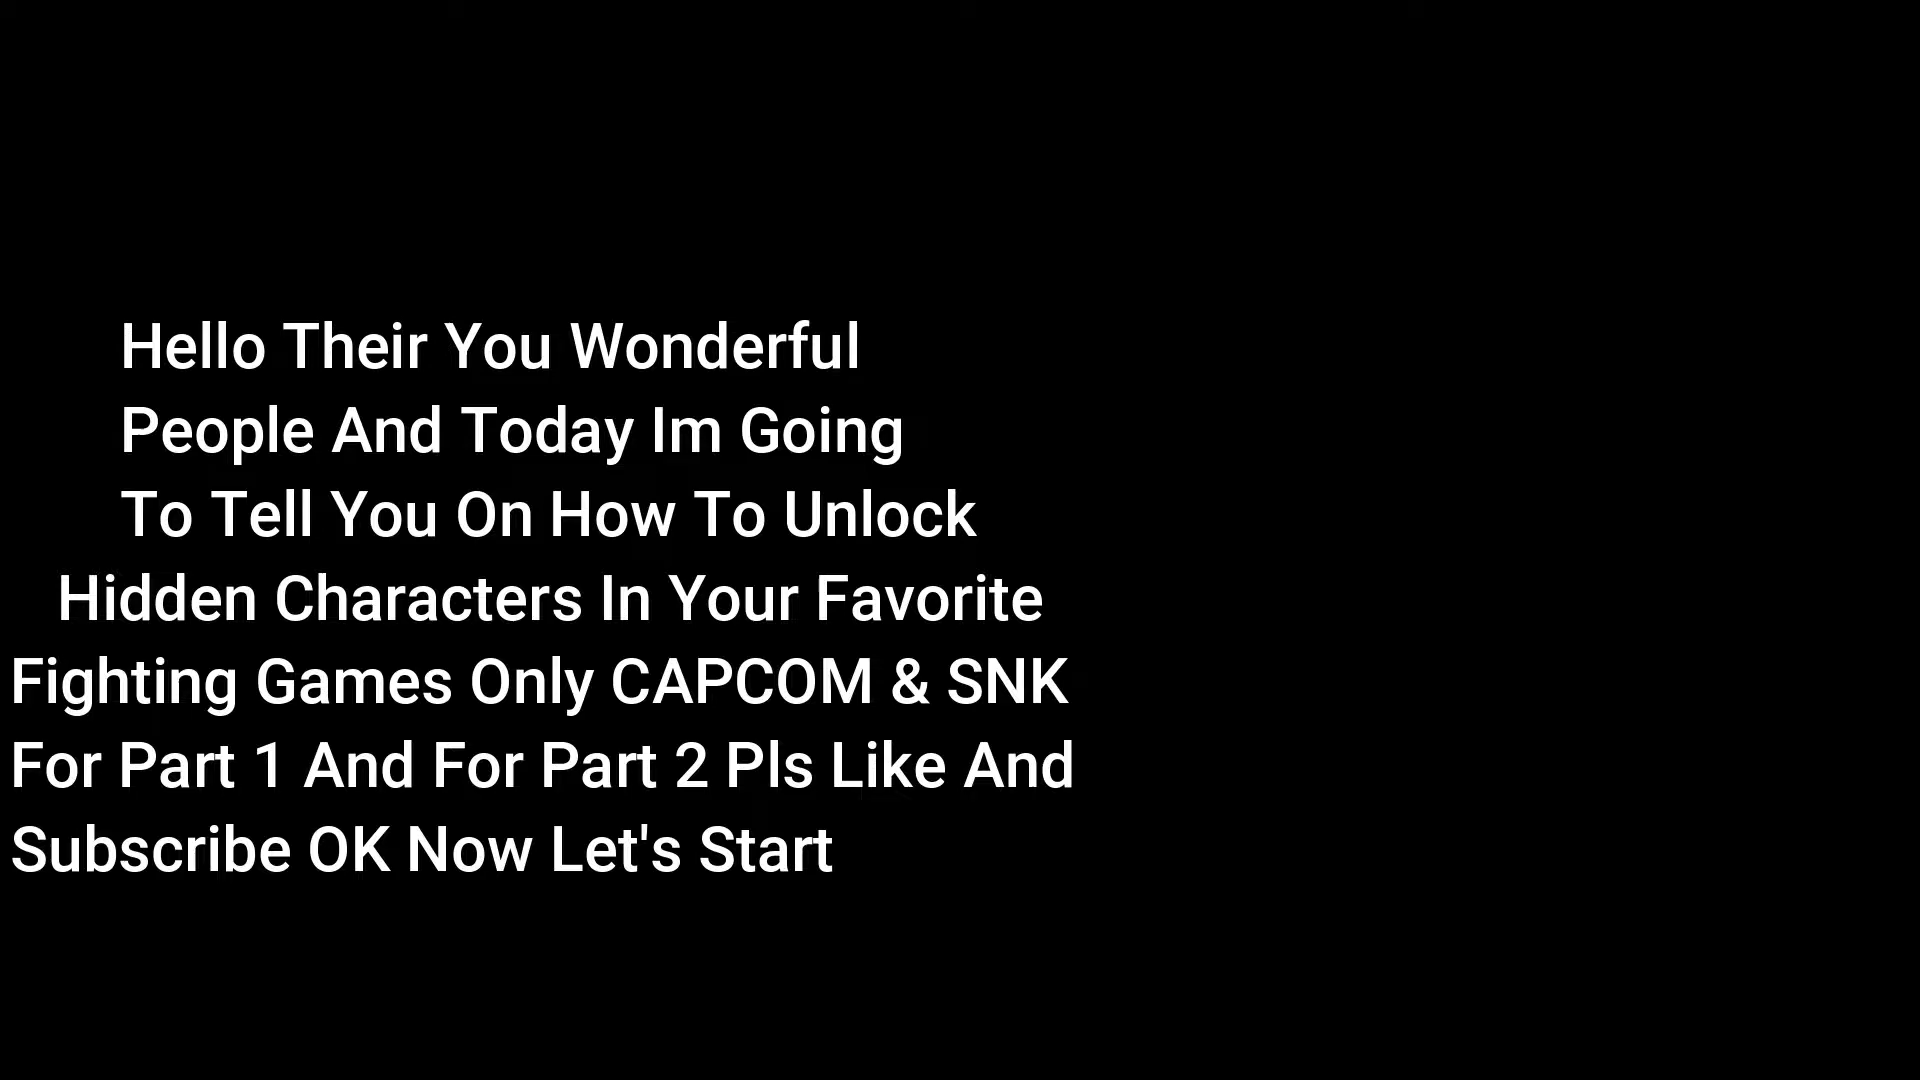 Hello Their You Wonderful
People And Today Im Going
To Tell You On How To Unlock
Hidden Characters In Your Favorite
Fighting Games Only CAPCOM & SNK
For Part 1 And For Part 2 Pls Like And
Subscribe OK Now Let's Start